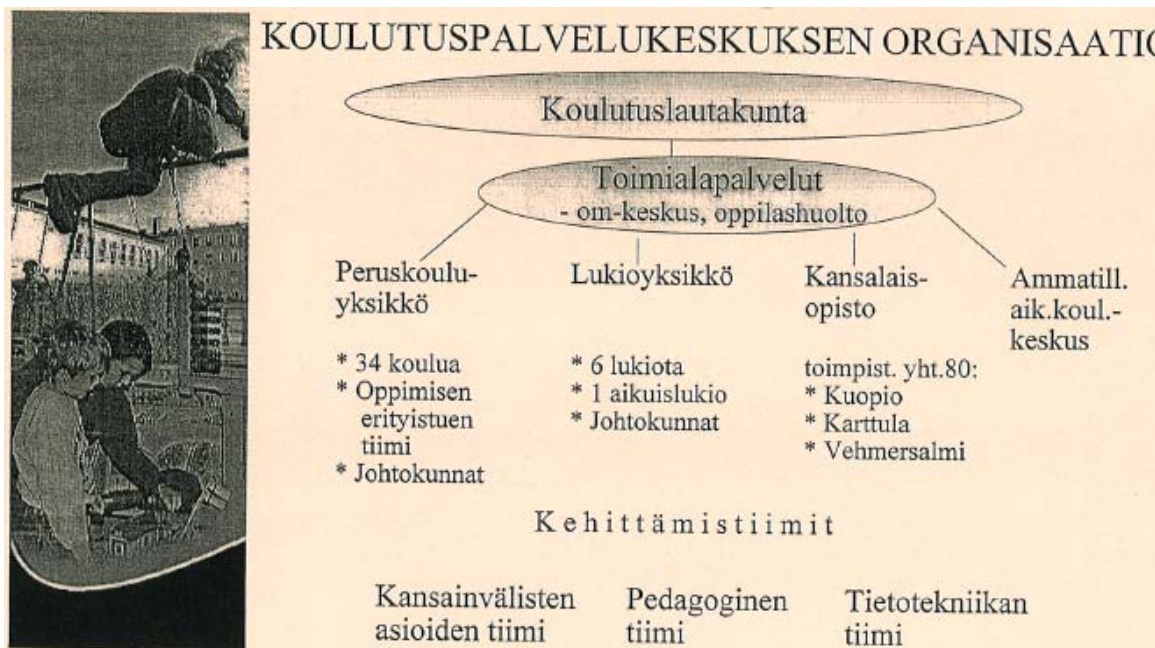 KOULUTUSPALVELUKESKUKSEN ORGANISAATIO
Koulutuslautakunta
Toimialapalvelut
- om-keskus, oppilashuolto
Peruskoulu-
yksikkö
* 34 koulua
* Oppimisen
erityistuen
tiimi
* Johtokunnat
Lukioyksikkö
* 6 lukiota
* 1 aikuislukio
* Johtokunnat
Kansalais-
opisto
toimpist. yht.80:
* Kuopio
* Karttula
* Vehmersalmi
Ammatill.
aik.koul.-
keskus
Kehittämistiimit
Kansainvälisten
asioiden tiimi
Pedagoginen
tiimi
Tietotekniikan
tiimi